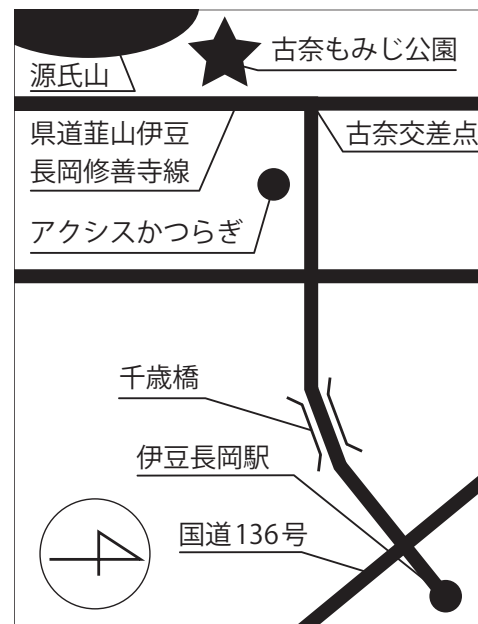 古奈もみじ公園
源氏山
県道韮山伊豆
長岡修善寺線
古奈交差点
アクシスかつらぎ
千歳橋
伊豆長岡駅
国道136号